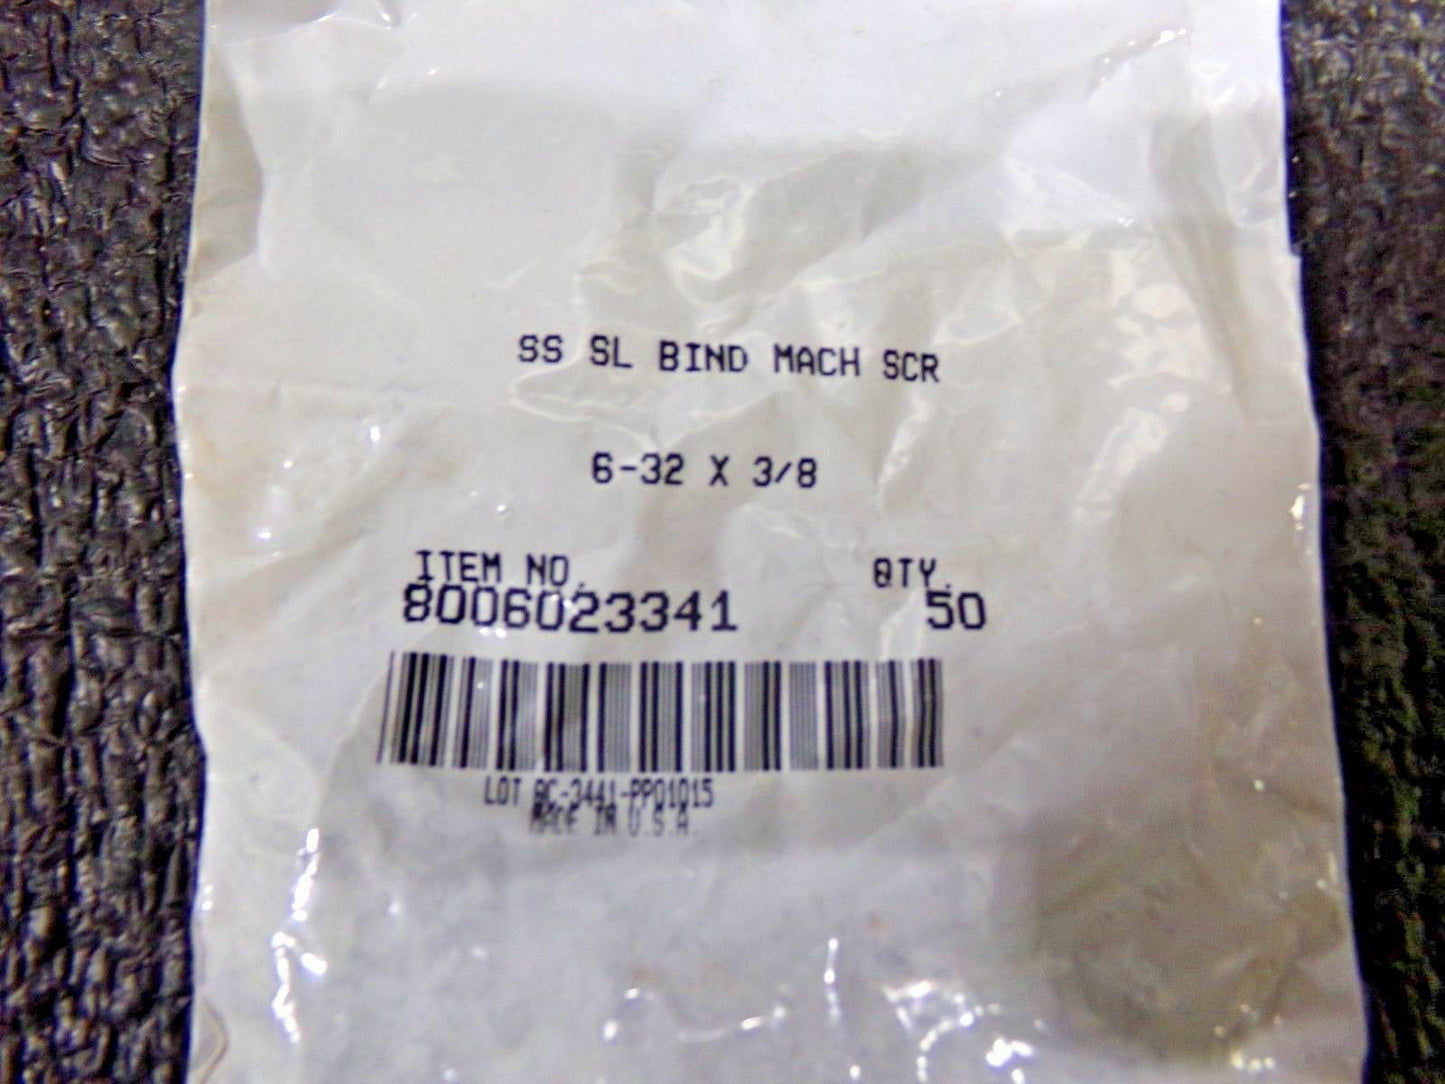 SS SL BIND MACH SCR
6-32 X 3/8
ITEM NO. QTY.
8006023341 50
LOT AC-3441-PP01015
MADE IN U.S.A.